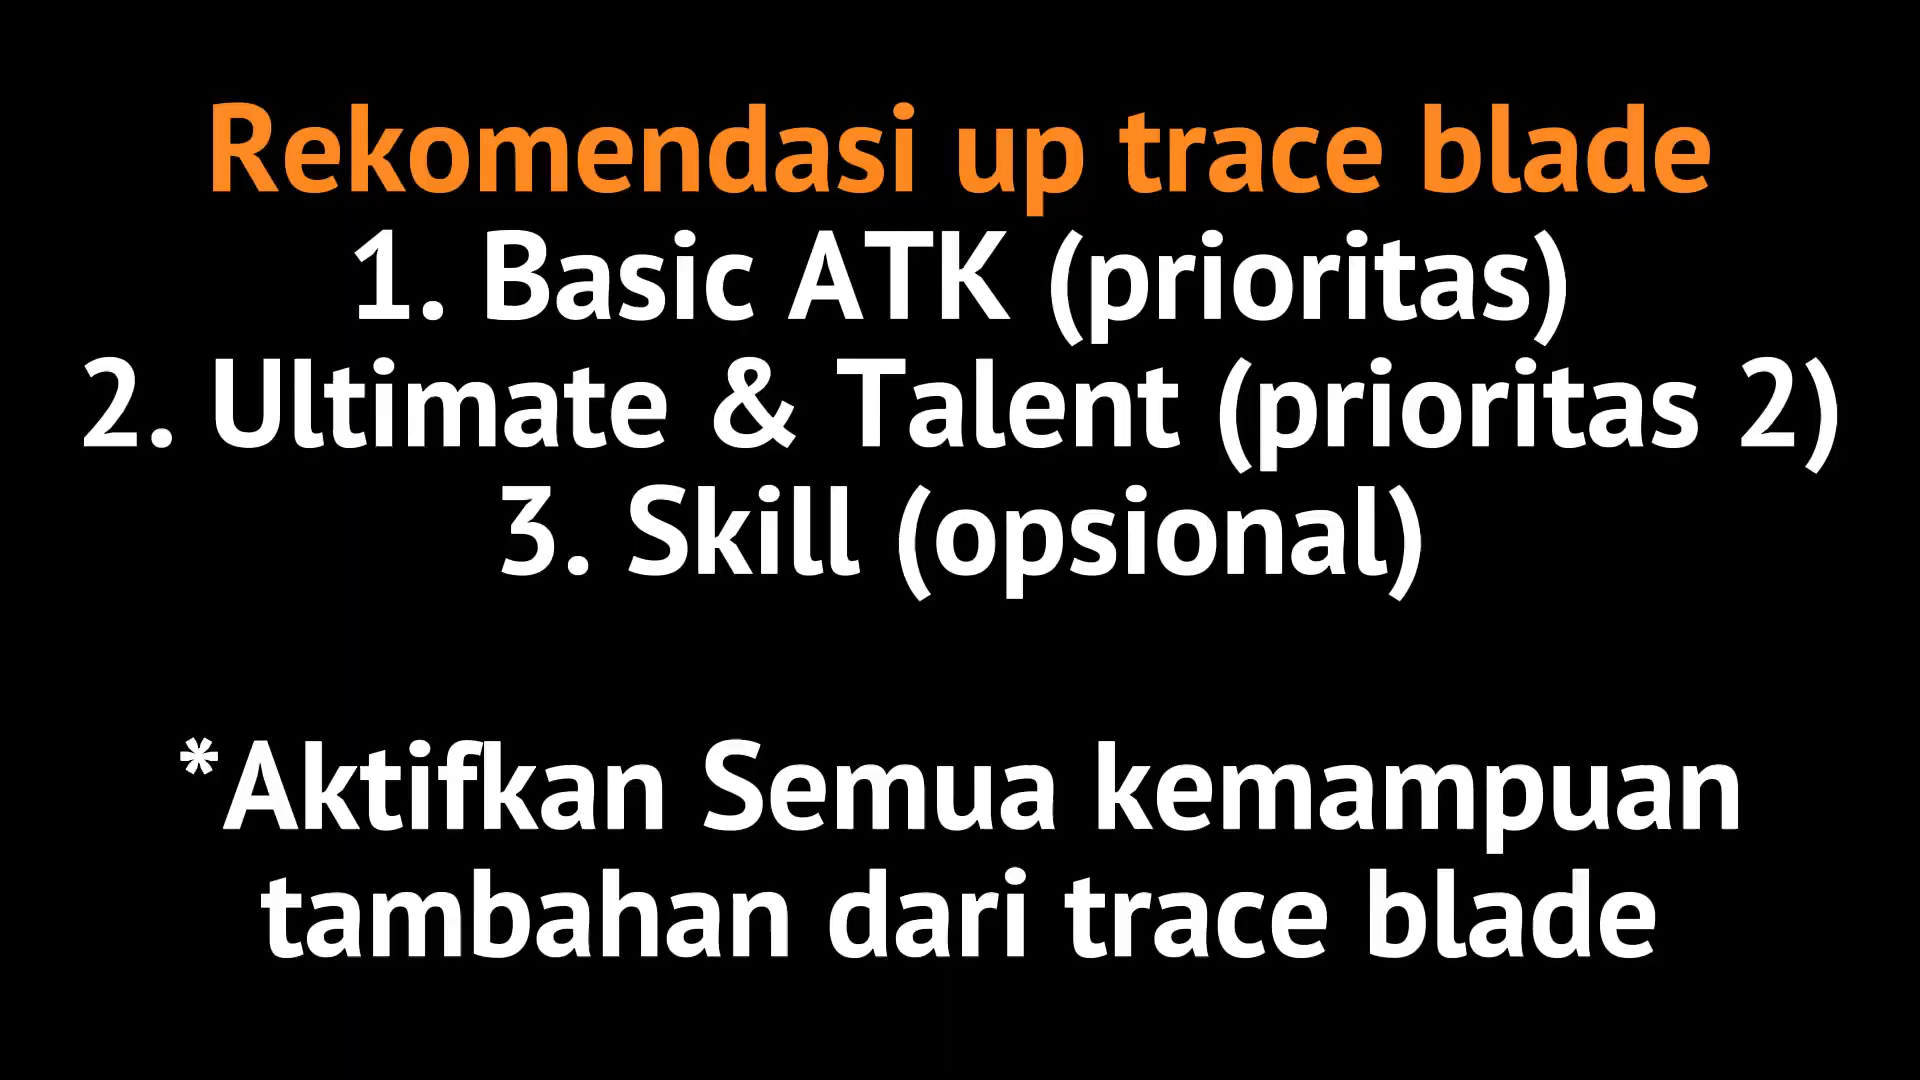 Rekomendasi up trace blade
1. Basic ATK (prioritas)
2. Ultimate & Talent (prioritas 2)
3. Skill (opsional)
*Aktifkan Semua kemampuan
tambahan dari trace blade